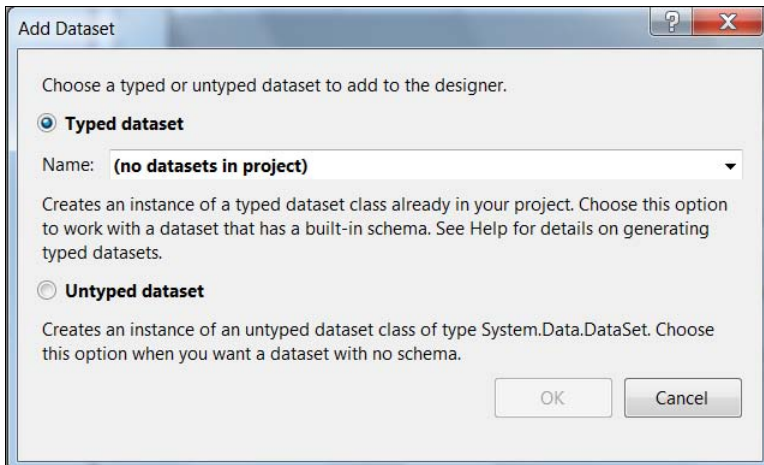 Add Dataset
?
X
Choose a typed or untyped dataset to add to the designer.
Typed dataset
Name: (no datasets in project)
Creates an instance of a typed dataset class already in your project. Choose this option
to work with a dataset that has a built-in schema. See Help for details on generating
typed datasets.
Untyped dataset
Creates an instance of an untyped dataset class of type System.Data.DataSet. Choose
this option when you want a dataset with no schema.
OK Cancel